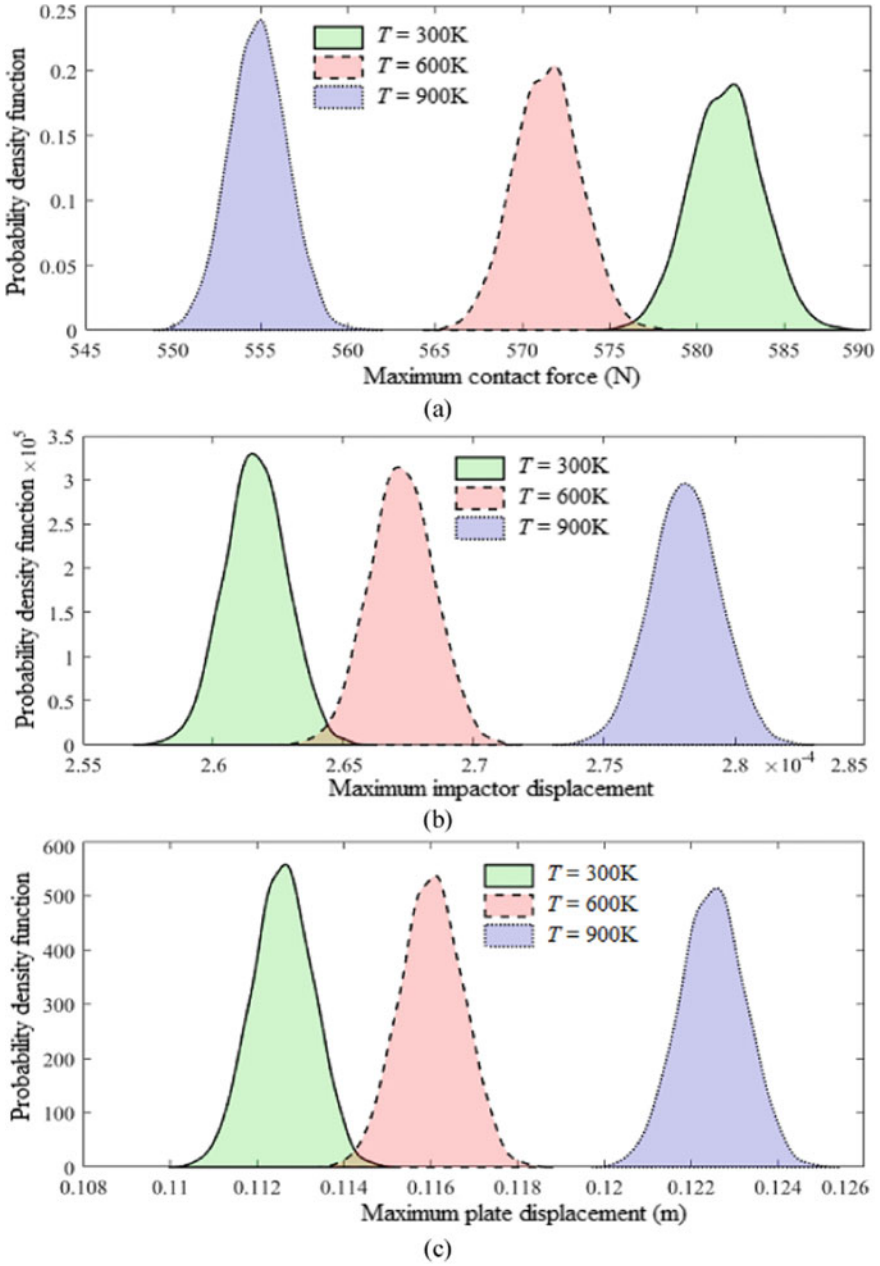 0.25
T = 300K
T = 600K
T = 900K
0.2
0.15
0.1
0.05
0
Probability density function
545 550 555 560 565 570 575 580 585 590
Maximum contact force (N)
(a)
3.5
T = 300K
T = 600K
T = 900K
3
2.5
2
1.5
1
0.5
0
Probability density function ×10⁵
2.55 2.6 2.65 2.7 2.75 2.8 ×10⁻⁴ 2.85
Maximum impactor displacement
(b)
600
T = 300K
T = 600K
T = 900K
500
400
300
200
100
0
Probability density function
0.108 0.11 0.112 0.114 0.116 0.118 0.12 0.122 0.124 0.126
Maximum plate displacement (m)
(c)